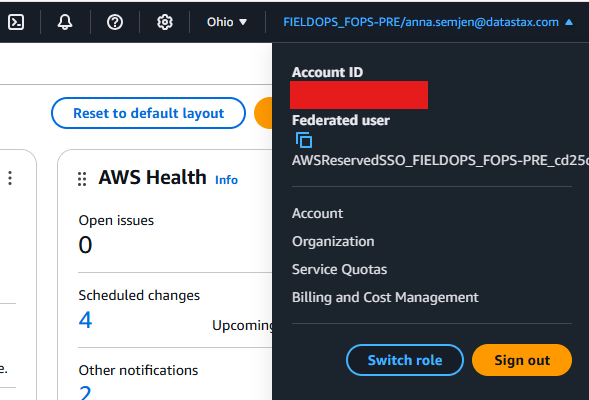 Ohio ▼
FIELDOPS_FOPS-PRE/anna.semjen@datastax.com ▲
Account ID
Reset to default layout
Federated user
AWSReservedSSO_FIELDOPS_FOPS-PRE_cd25
AWS Health Info
Open issues
0
Account
Organization
Service Quotas
Billing and Cost Management
Scheduled changes
4
Upcoming
Other notifications
2
Switch role
Sign out
e.